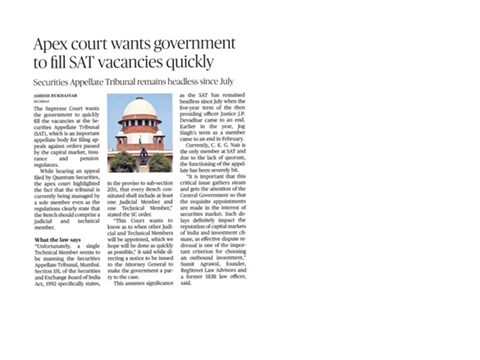 Apex court wants government
to fill SAT vacancies quickly
Securities Appellate Tribunal remains headless since July
ASHISH RUKHAIYAR
MUMBAI
The Supreme Court wants
the government to quickly
fill the vacancies at the Se-
curities Appellate Tribunal
(SAT), which is an important
appellate body for filing ap-
peals against orders passed
by the capital market, insu-
rance and pension
regulators.
While hearing an appeal
filed by Quantum Securities,
the apex court highlighted
the fact that the tribunal is
currently being managed by
a sole member even as the
regulations clearly state that
the Bench should comprise a
judicial and technical
member.
What the law says
"Unfortunately, a single
Technical Member seems to
be manning the Securities
Appellate Tribunal, Mumbai.
Section 15L of the Securities
and Exchange Board of India
Act, 1992 specifically states,
in the proviso to sub-section
2(b), that every Bench con-
stituted shall include at least
one Judicial Member and
one Technical Member,"
stated the SC order.
"This Court wants to
know as to when other Judi-
cial and Technical Members
will be appointed, which we
hope will be done as quickly
as possible," it said while di-
recting a notice to be issued
to the Attorney General to
make the government a par-
ty to the case.
This assumes significance
as the SAT has remained
headless since July when the
five-year term of the then
presiding officer Justice J.P.
Devadhar came to an end.
Earlier in the year, Jog
Singh's term as a member
came to an end in February.
Currently, C. K. G. Nair is
the only member at SAT and
due to the lack of quorum,
the functioning of the appel-
late has been severely hit.
"It is important that this
critical issue gathers steam
and gets the attention of the
Central Government so that
the requisite appointments
are made in the interest of
securities market. Such de-
lays definitely impact the
reputation of capital markets
of India and investment cli-
mate, as effective dispute re-
dressal is one of the impor-
tant criterion for choosing
an outbound investment,"
Sumit Agrawal, founder,
RegStreet Law Advisors and
a former SEBI law officer,
said.